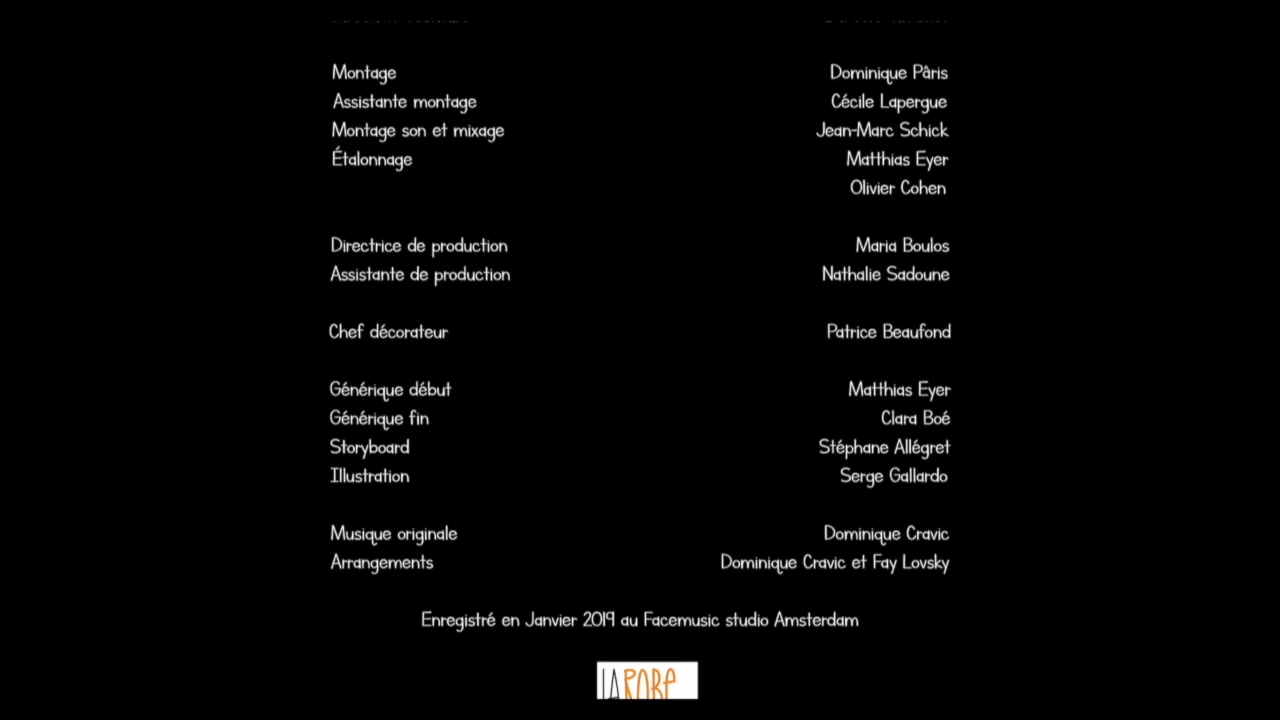 Montage Dominique Pâris
Assistante montage Cécile Lapergue
Montage son et mixage Jean-Marc Schick
Étalonnage Matthias Eyer
Olivier Cohen
Directrice de production Maria Boulos
Assistante de production Nathalie Sadoune
Chef décorateur Patrice Beaufond
Générique début Matthias Eyer
Générique fin Clara Boé
Storyboard Stéphane Allégret
Illustration Serge Gallardo
Musique originale Dominique Cravic
Arrangements Dominique Cravic et Fay Lovsky
Enregistré en Janvier 2019 au Facemusic studio Amsterdam
LA ROBe